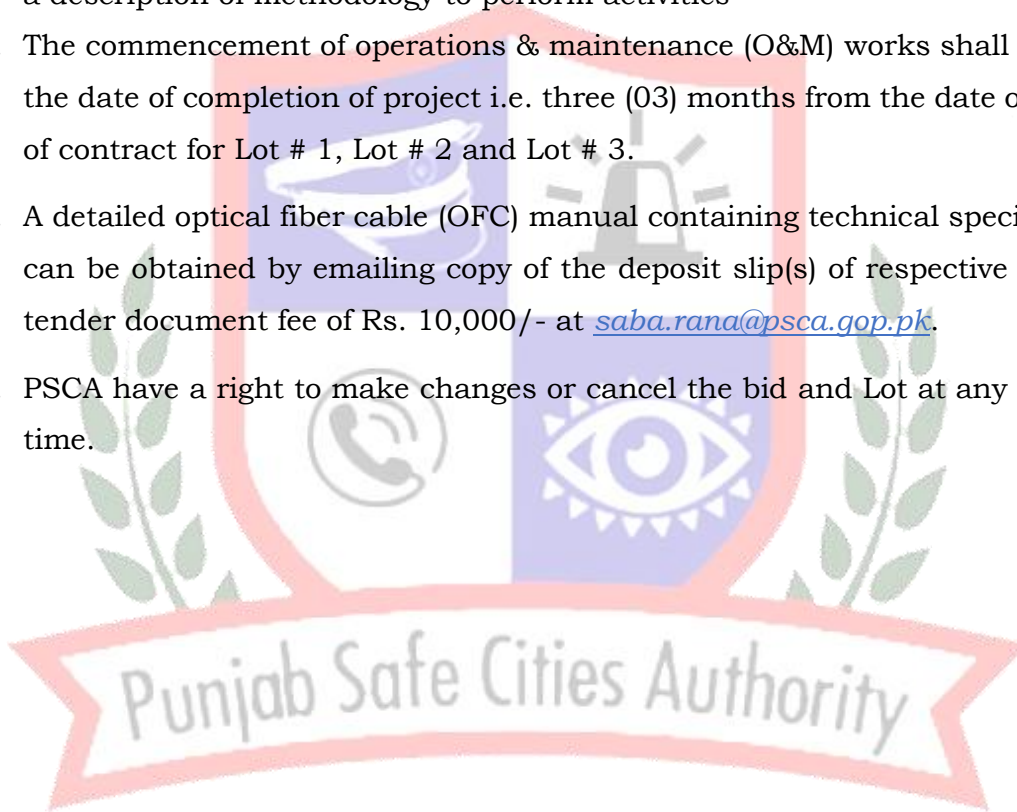 a description of methodology to perform activities
The commencement of operations & maintenance (O&M) works shall
the date of completion of project i.e. three (03) months from the date o
of contract for Lot # 1, Lot # 2 and Lot # 3.
A detailed optical fiber cable (OFC) manual containing technical speci
can be obtained by emailing copy of the deposit slip(s) of respective
tender document fee of Rs. 10,000/- at saba.rana@psca.gop.pk.
PSCA have a right to make changes or cancel the bid and Lot at any
time.
Punjab Safe Cities Authority